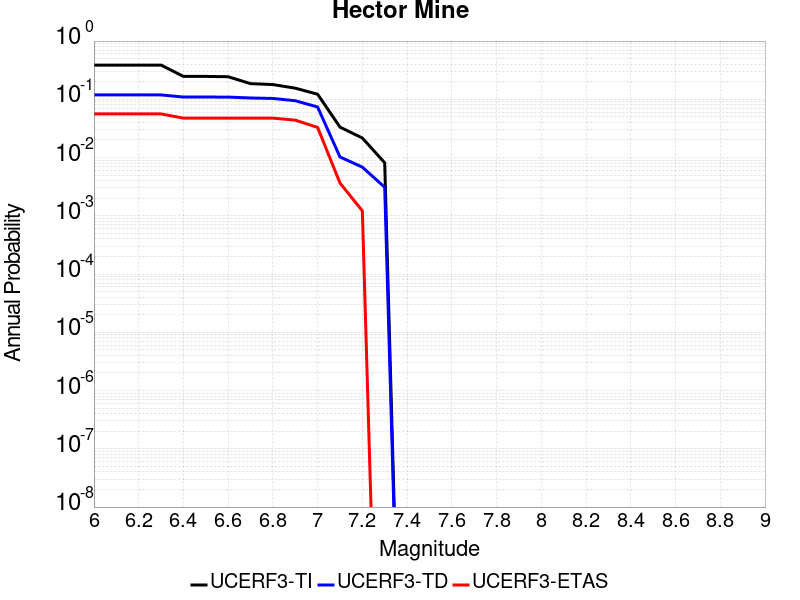 Hector Mine
10^0
10^-1
10^-2
10^-3
10^-4
10^-5
10^-6
10^-7
10^-8
Annual Probability
6 6.2 6.4 6.6 6.8 7 7.2 7.4 7.6 7.8 8 8.2 8.4 8.6 8.8 9
Magnitude
UCERF3-TI UCERF3-TD UCERF3-ETAS